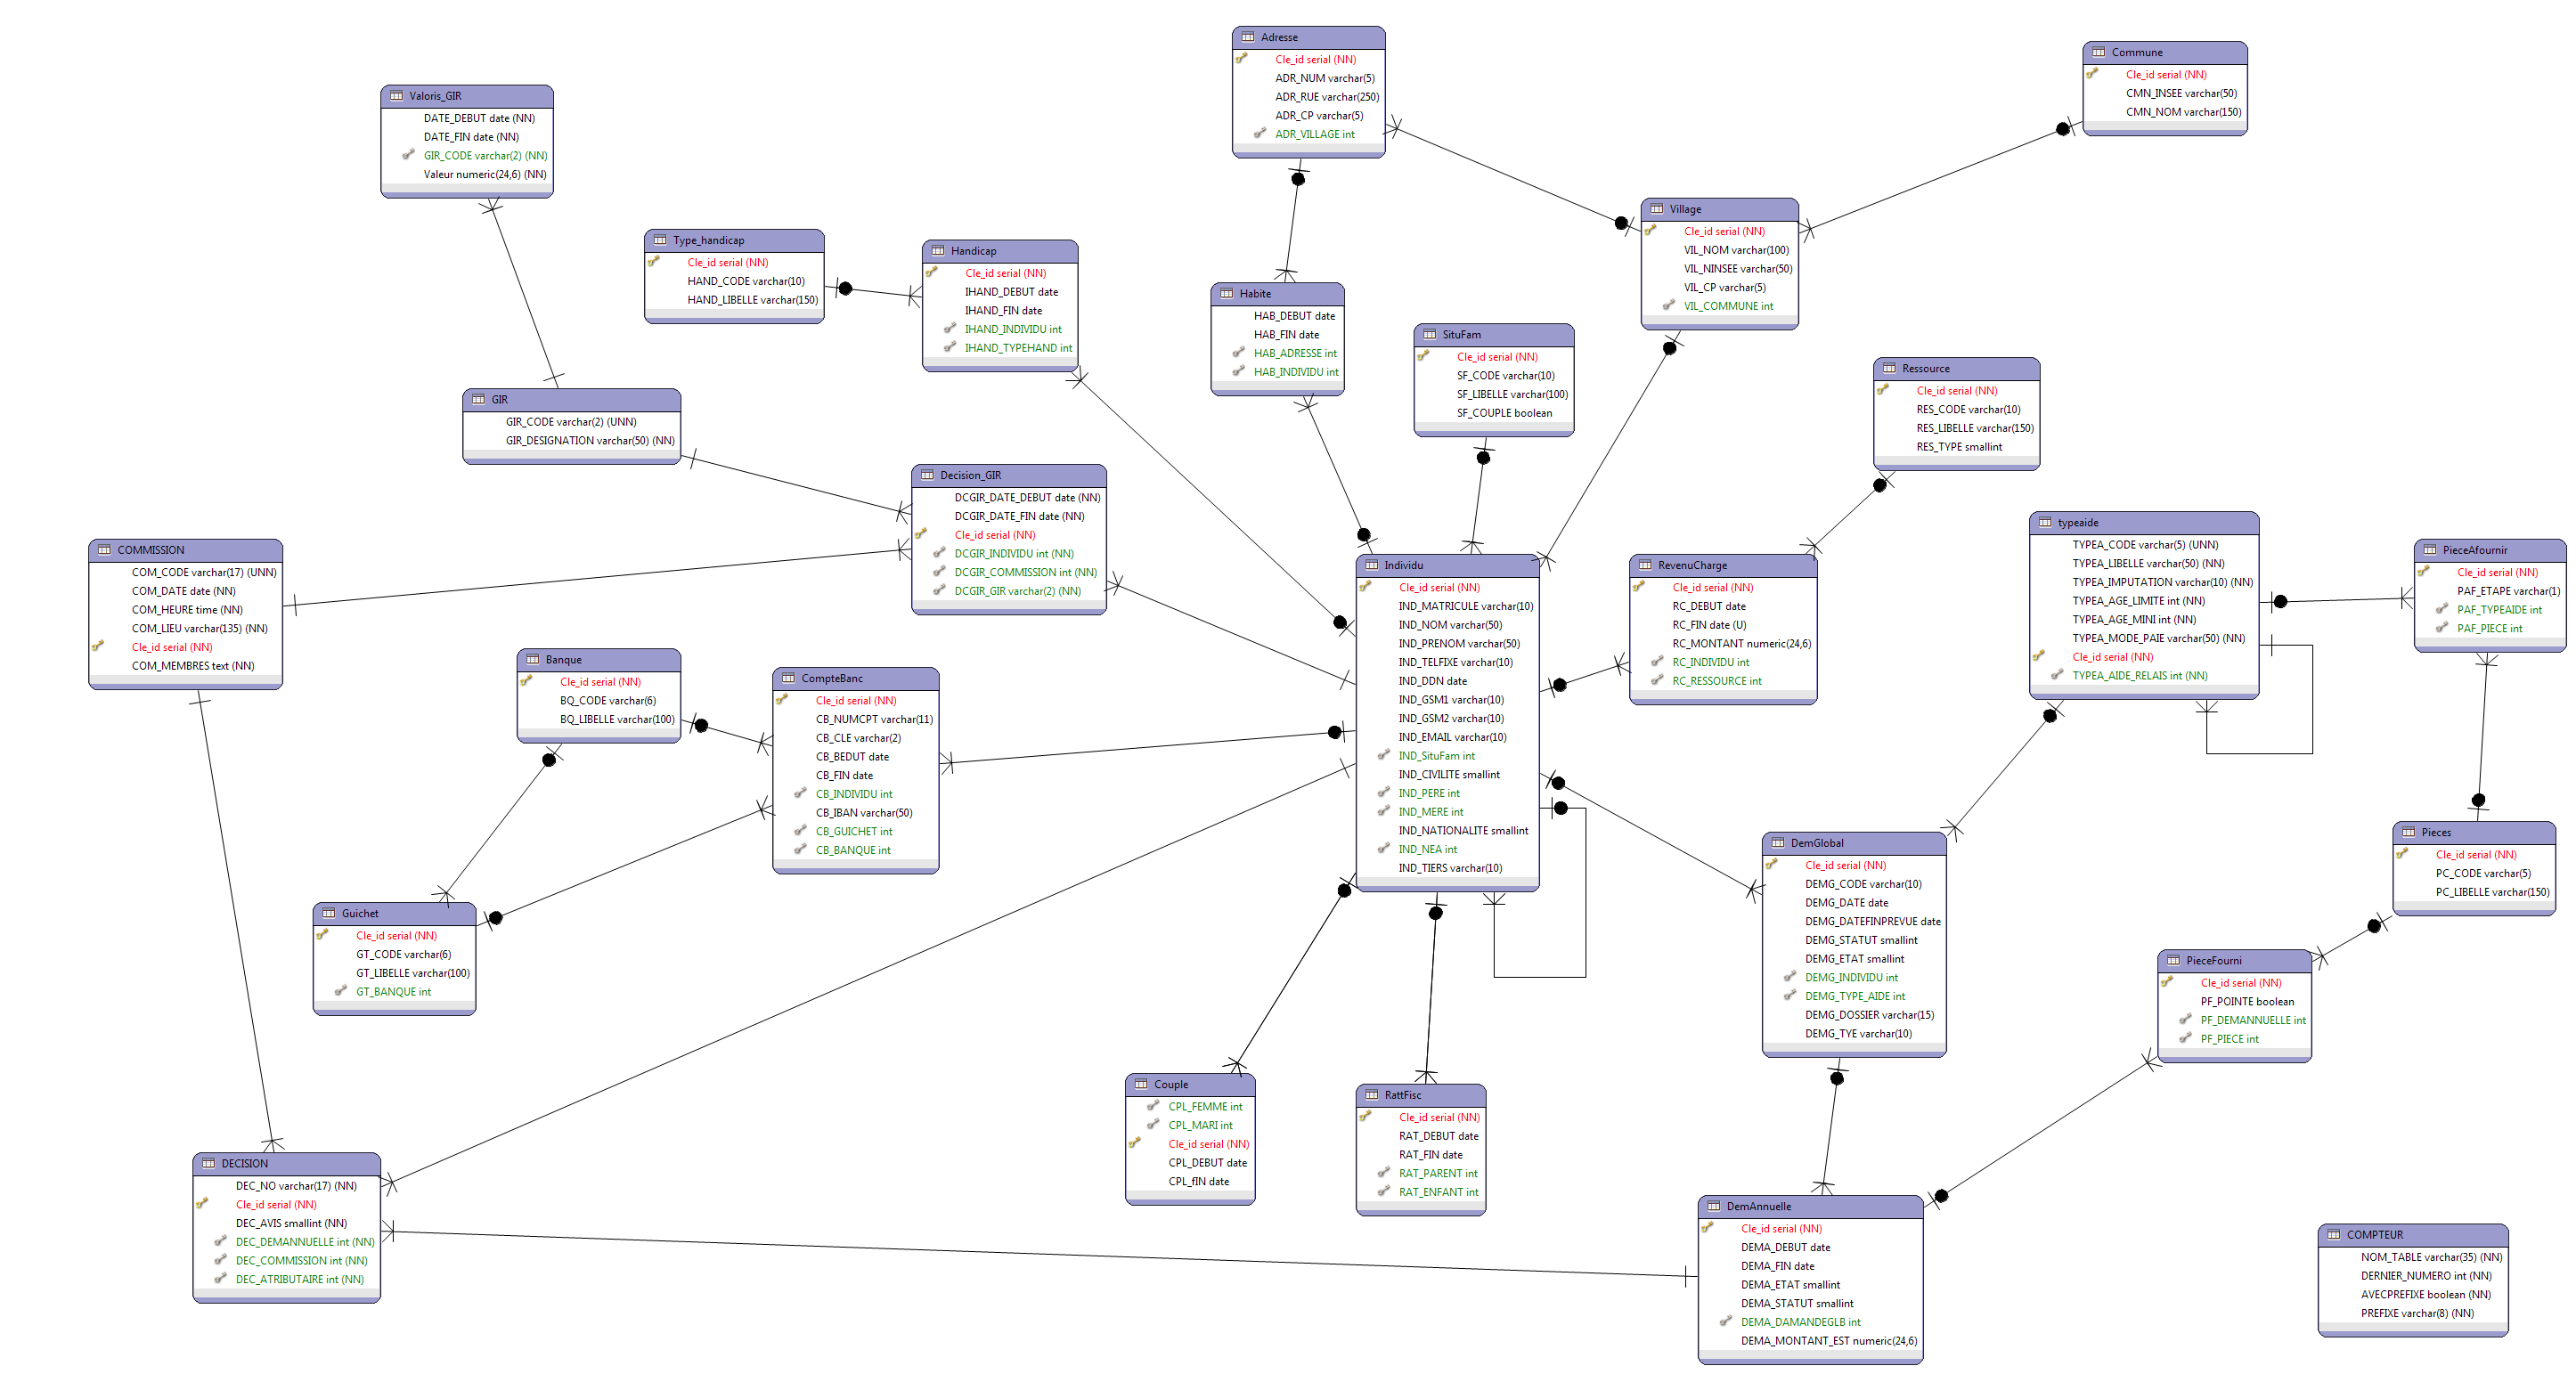 Adresse
Cle_id serial (NN)
ADR_NUM varchar(5)
ADR_RUE varchar(250)
ADR_CP varchar(5)
ADR_VILLAGE int
Commune
Cle_id serial (NN)
CMN_INSEE varchar(50)
CMN_NOM varchar(150)
Valoris_GIR
DATE_DEBUT date (NN)
DATE_FIN date (NN)
GIR_CODE varchar(2) (NN)
Valeur numeric(24,6) (NN)
Village
Cle_id serial (NN)
VIL_NOM varchar(100)
VIL_NINSEE varchar(50)
VIL_CP varchar(5)
VIL_COMMUNE int
Type_handicap
Cle_id serial (NN)
HAND_CODE varchar(10)
HAND_LIBELLE varchar(150)
Handicap
Cle_id serial (NN)
IHAND_DEBUT date
IHAND_FIN date
IHAND_INDIVIDU int
IHAND_TYPEHAND int
Habite
HAB_DEBUT date
HAB_FIN date
HAB_ADRESSE int
HAB_INDIVIDU int
SituFam
Cle_id serial (NN)
SF_CODE varchar(10)
SF_LIBELLE varchar(100)
SF_COUPLE boolean
Ressource
Cle_id serial (NN)
RES_CODE varchar(10)
RES_LIBELLE varchar(150)
RES_TYPE smallint
GIR
GIR_CODE varchar(2) (UNN)
GIR_DESIGNATION varchar(50) (NN)
Decision_GIR
DCGIR_DATE_DEBUT date (NN)
DCGIR_DATE_FIN date (NN)
Cle_id serial (NN)
DCGIR_INDIVIDU int (NN)
DCGIR_COMMISSION int (NN)
DCGIR_GIR varchar(2) (NN)
typeaide
TYPEA_CODE varchar(5) (UNN)
TYPEA_LIBELLE varchar(50) (NN)
TYPEA_IMPUTATION varchar(10) (NN)
TYPEA_AGE_LIMITE int (NN)
TYPEA_AGE_MINI int (NN)
TYPEA_MODE_PAIE varchar(50) (NN)
Cle_id serial (NN)
TYPEA_AIDE_RELAIS int (NN)
COMMISSION
COM_CODE varchar(17) (UNN)
COM_DATE date (NN)
COM_HEURE time (NN)
COM_LIEU varchar(135) (NN)
Cle_id serial (NN)
COM_MEMBRES text (NN)
PieceAfournir
Cle_id serial (NN)
PAF_ETAPE varchar(1)
PAF_TYPEAIDE int
PAF_PIECE int
Individu
Cle_id serial (NN)
IND_MATRICULE varchar(10)
IND_NOM varchar(50)
IND_PRENOM varchar(50)
IND_TELFIXE varchar(10)
IND_DDN date
IND_GSM1 varchar(10)
IND_GSM2 varchar(10)
IND_EMAIL varchar(10)
IND_SituFam int
IND_CIVILITE smallint
IND_PERE int
IND_MERE int
IND_NATIONALITE smallint
IND_NEA int
IND_TIERS varchar(10)
RevenuCharge
Cle_id serial (NN)
RC_DEBUT date
RC_FIN date (U)
RC_MONTANT numeric(24,6)
RC_INDIVIDU int
RC_RESSOURCE int
Banque
Cle_id serial (NN)
BQ_CODE varchar(6)
BQ_LIBELLE varchar(100)
CompteBanc
Cle_id serial (NN)
CB_NUMCPT varchar(11)
CB_CLE varchar(2)
CB_BEDUT date
CB_FIN date
CB_INDIVIDU int
CB_IBAN varchar(50)
CB_GUICHET int
CB_BANQUE int
Pieces
Cle_id serial (NN)
PC_CODE varchar(5)
PC_LIBELLE varchar(150)
DemGlobal
Cle_id serial (NN)
DEMG_CODE varchar(10)
DEMG_DATE date
DEMG_DATEFINPREVUE date
DEMG_STATUT smallint
DEMG_ETAT smallint
DEMG_INDIVIDU int
DEMG_TYPE_AIDE int
DEMG_DOSSIER varchar(15)
DEMG_TYE varchar(10)
Guichet
Cle_id serial (NN)
GT_CODE varchar(6)
GT_LIBELLE varchar(100)
GT_BANQUE int
PieceFourni
Cle_id serial (NN)
PF_POINTE boolean
PF_DEMANNUELLE int
PF_PIECE int
Couple
CPL_FEMME int
CPL_MARI int
Cle_id serial (NN)
CPL_DEBUT date
CPL_fIN date
RattFisc
Cle_id serial (NN)
RAT_DEBUT date
RAT_FIN date
RAT_PARENT int
RAT_ENFANT int
DECISION
DEC_NO varchar(17) (NN)
Cle_id serial (NN)
DEC_AVIS smallint (NN)
DEC_DEMANNUELLE int (NN)
DEC_COMMISSION int (NN)
DEC_ATRIBUTAIRE int (NN)
DemAnnuelle
Cle_id serial (NN)
DEMA_DEBUT date
DEMA_FIN date
DEMA_ETAT smallint
DEMA_STATUT smallint
DEMA_DAMANDEGLB int
DEMA_MONTANT_EST numeric(24,6)
COMPTEUR
NOM_TABLE varchar(35) (NN)
DERNIER_NUMERO int (NN)
AVECPREFIXE boolean (NN)
PREFIXE varchar(8) (NN)